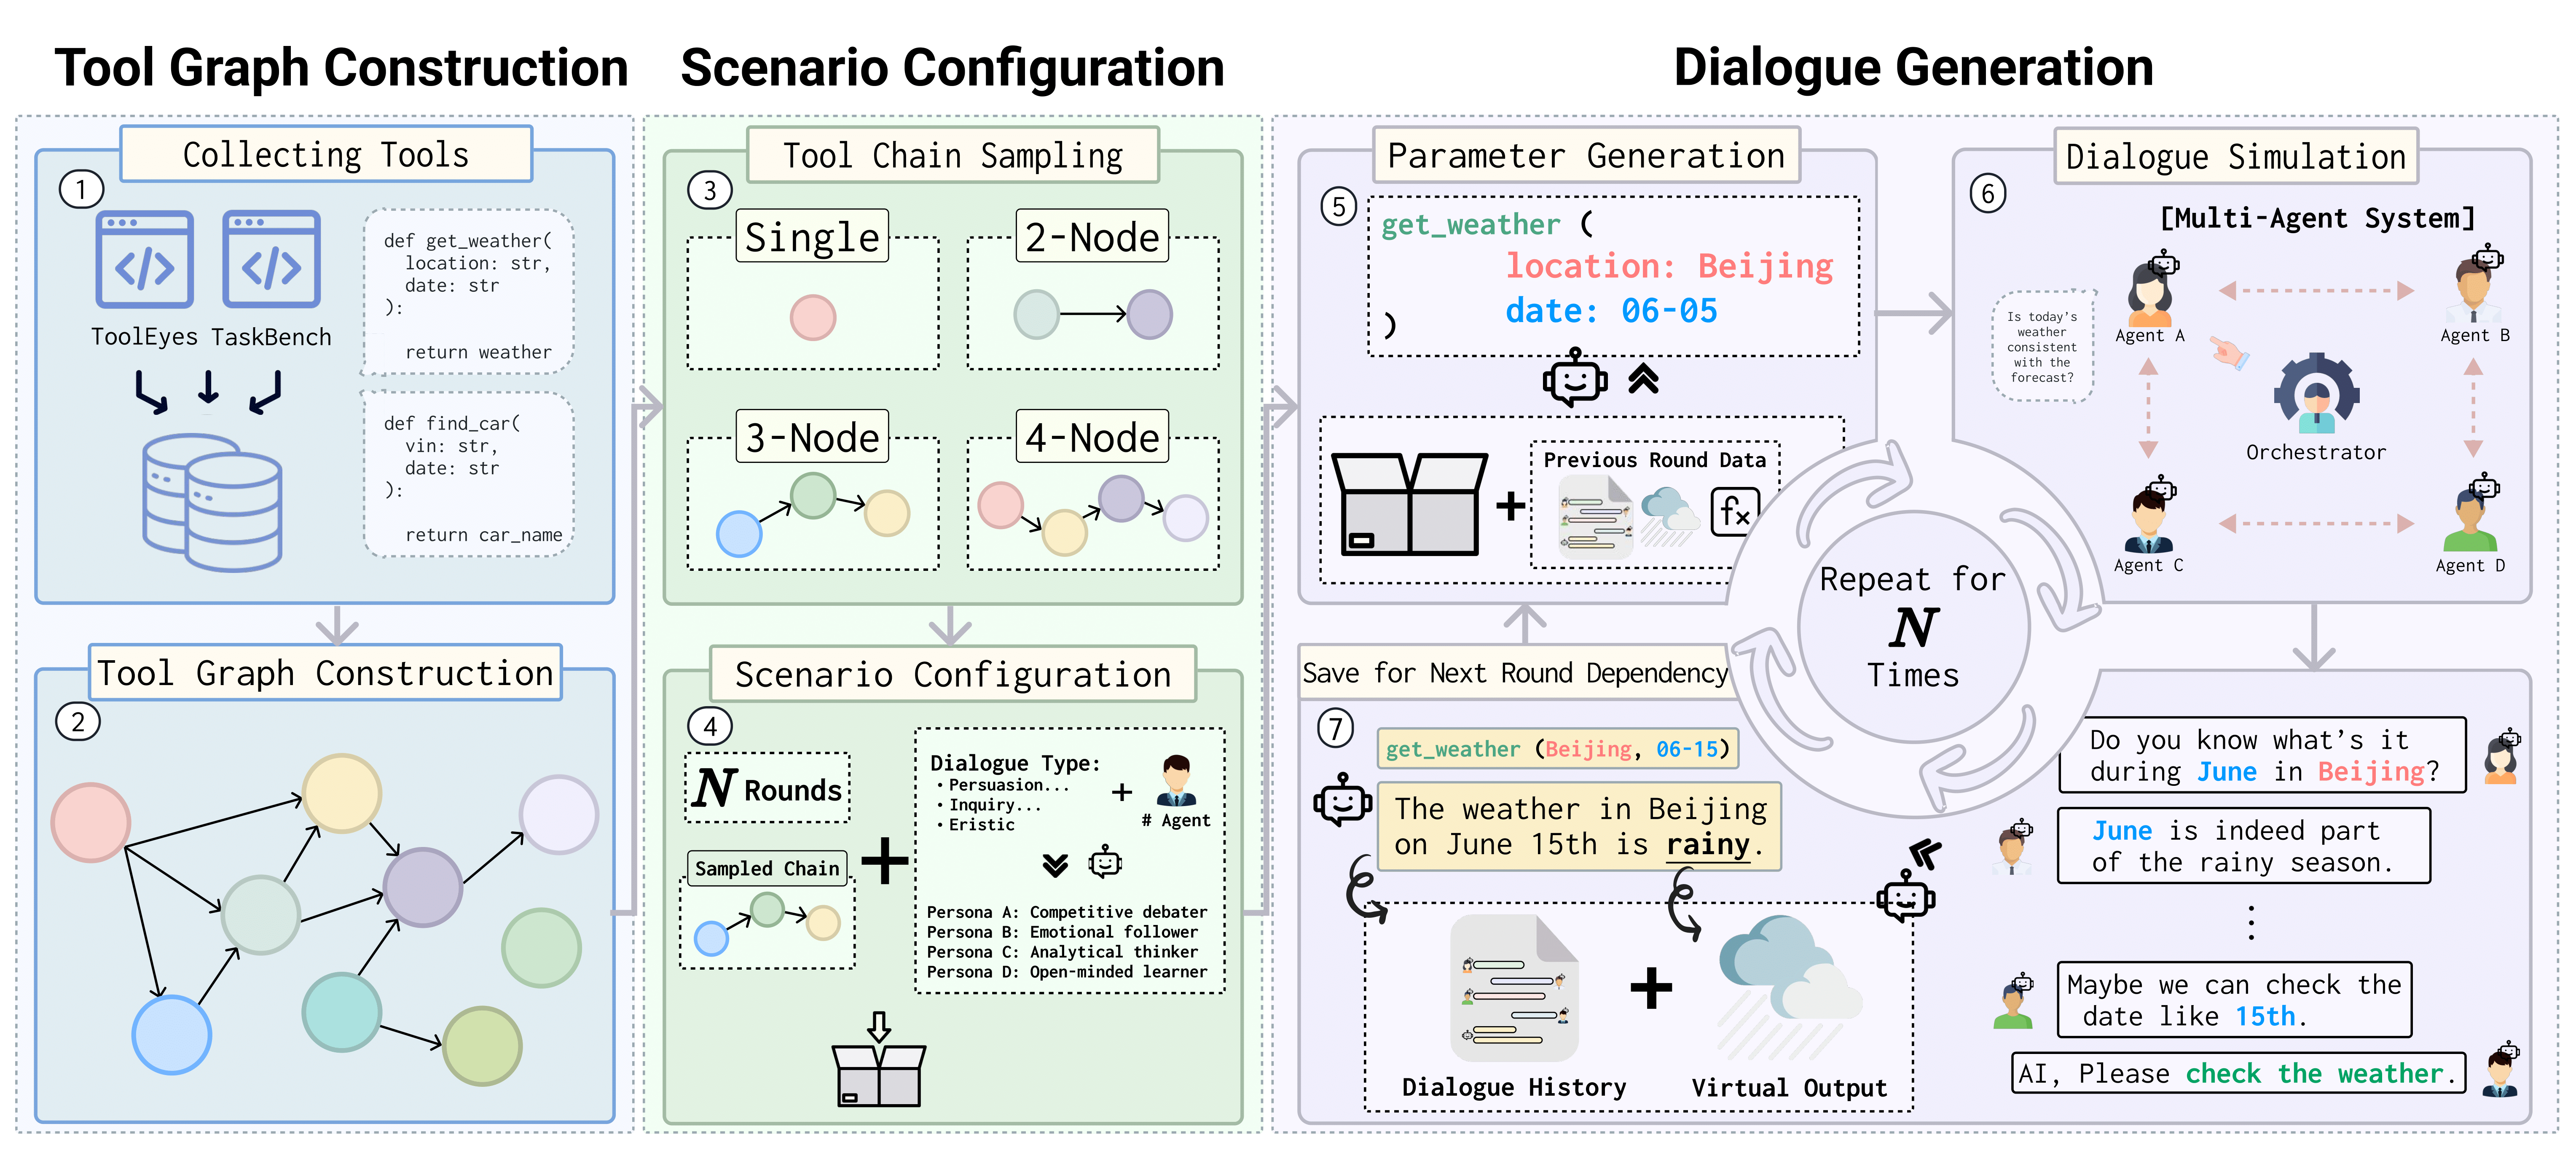 Tool Graph Construction
Scenario Configuration
Dialogue Generation
Collecting Tools
1
ToolEyes
TaskBench
def get_weather(
location: str,
date: str
):
return weather
def find_car(
vin: str,
date: str
):
return car_name
Tool Graph Construction
2
Tool Chain Sampling
3
Single
2-Node
3-Node
4-Node
Scenario Configuration
4
N Rounds
Sampled Chain
+
Dialogue Type:
• Persuasion...
• Inquiry...
• Eristic
+
# Agent
Persona A: Competitive debater
Persona B: Emotional follower
Persona C: Analytical thinker
Persona D: Open-minded learner
Parameter Generation
5
get_weather (
location: Beijing
date: 06-05
)
+
Previous Round Data
fx
Dialogue Simulation
6
[Multi-Agent System]
Is today's
weather
consistent
with the
forecast?
Agent A
Agent B
Orchestrator
Agent C
Agent D
Repeat for
N
Times
Save for Next Round Dependency
7
get_weather (Beijing, 06-15)
The weather in Beijing
on June 15th is rainy.
+
Dialogue History
Virtual Output
Do you know what's it
during June in Beijing?
June is indeed part
of the rainy season.
⋮
Maybe we can check the
date like 15th.
AI, Please check the weather.